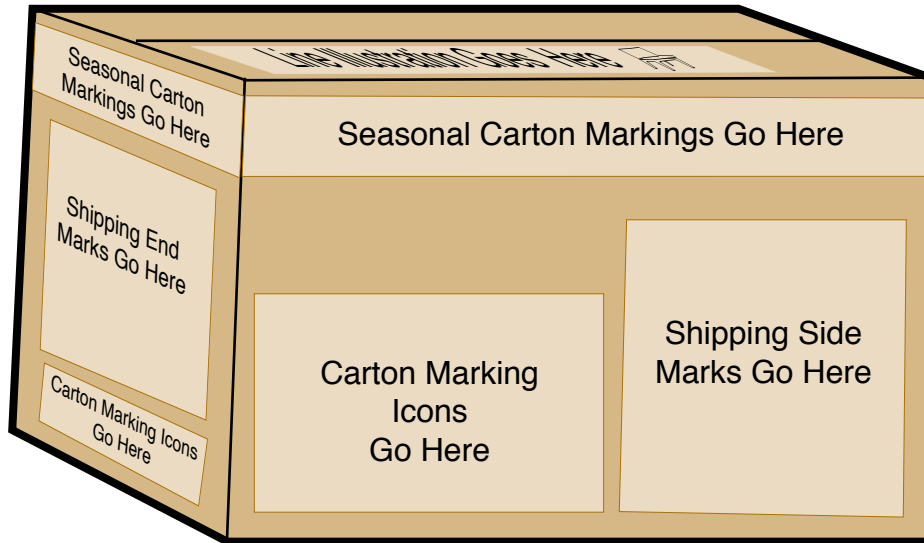 Line Illustration Goes Here
Seasonal Carton
Markings Go Here
Seasonal Carton Markings Go Here
Shipping End
Marks Go Here
Carton Marking Icons
Go Here
Carton Marking
Icons
Go Here
Shipping Side
Marks Go Here